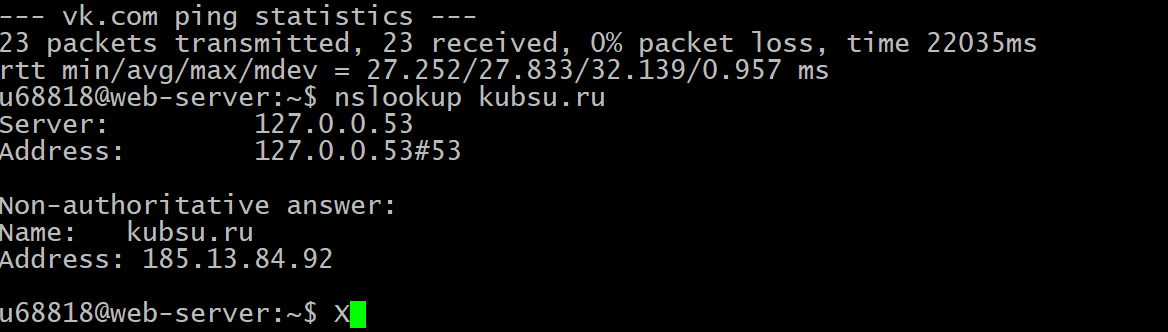 --- vk.com ping statistics ---
23 packets transmitted, 23 received, 0% packet loss, time 22035ms
rtt min/avg/max/mdev = 27.252/27.833/32.139/0.957 ms
u68818@web-server:~$ nslookup kubsu.ru
Server:         127.0.0.53
Address:        127.0.0.53#53

Non-authoritative answer:
Name:   kubsu.ru
Address: 185.13.84.92

u68818@web-server:~$ X